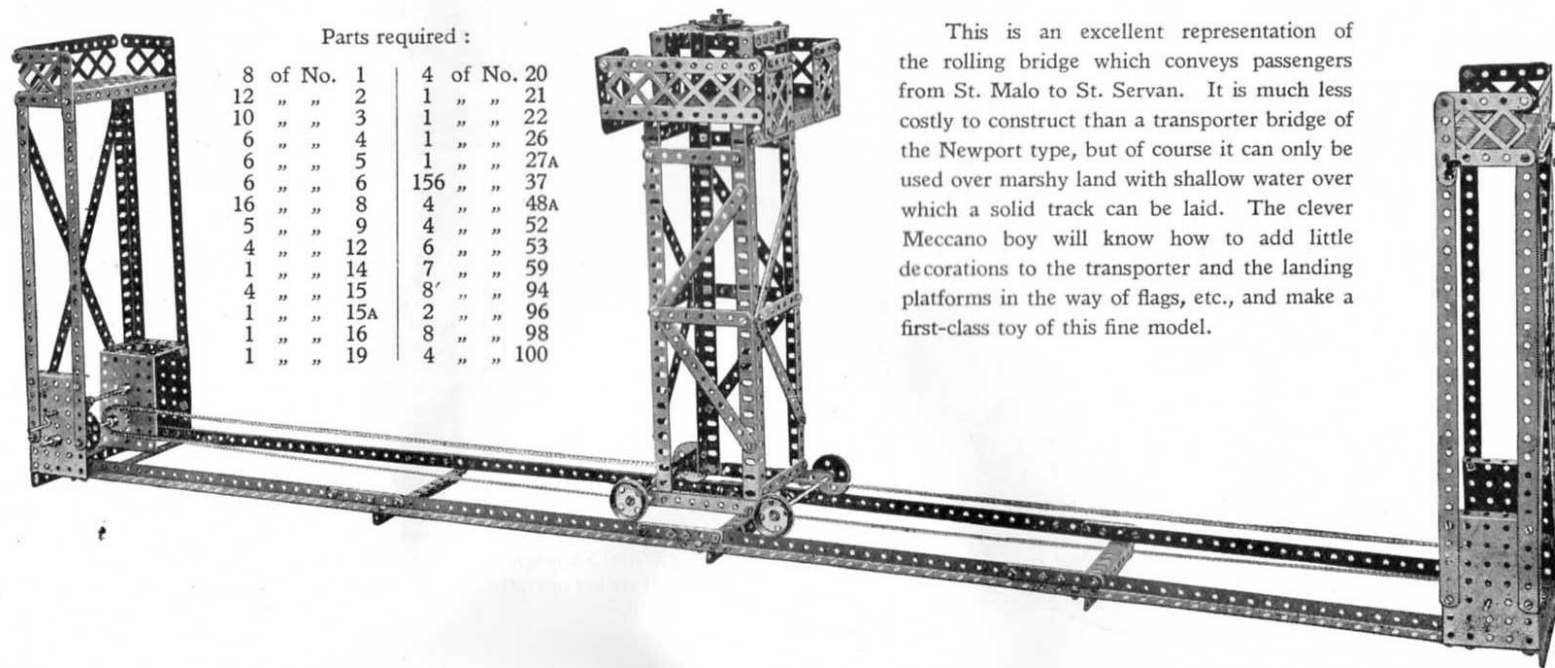 Parts required :
8 of No. 1 4 of No. 20
12 „ „ 2 1 „ „ 21
10 „ „ 3 1 „ „ 22
6 „ „ 4 1 „ „ 26
6 „ „ 5 1 „ „ 27A
6 „ „ 6 156 „ „ 37
16 „ „ 8 4 „ „ 48A
5 „ „ 9 4 „ „ 52
4 „ „ 12 6 „ „ 53
1 „ „ 14 7 „ „ 59
4 „ „ 15 8 „ „ 94
1 „ „ 15A 2 „ „ 96
1 „ „ 16 8 „ „ 98
1 „ „ 19 4 „ „ 100
This is an excellent representation of
the rolling bridge which conveys passengers
from St. Malo to St. Servan. It is much less
costly to construct than a transporter bridge of
the Newport type, but of course it can only be
used over marshy land with shallow water over
which a solid track can be laid. The clever
Meccano boy will know how to add little
decorations to the transporter and the landing
platforms in the way of flags, etc., and make a
first-class toy of this fine model.